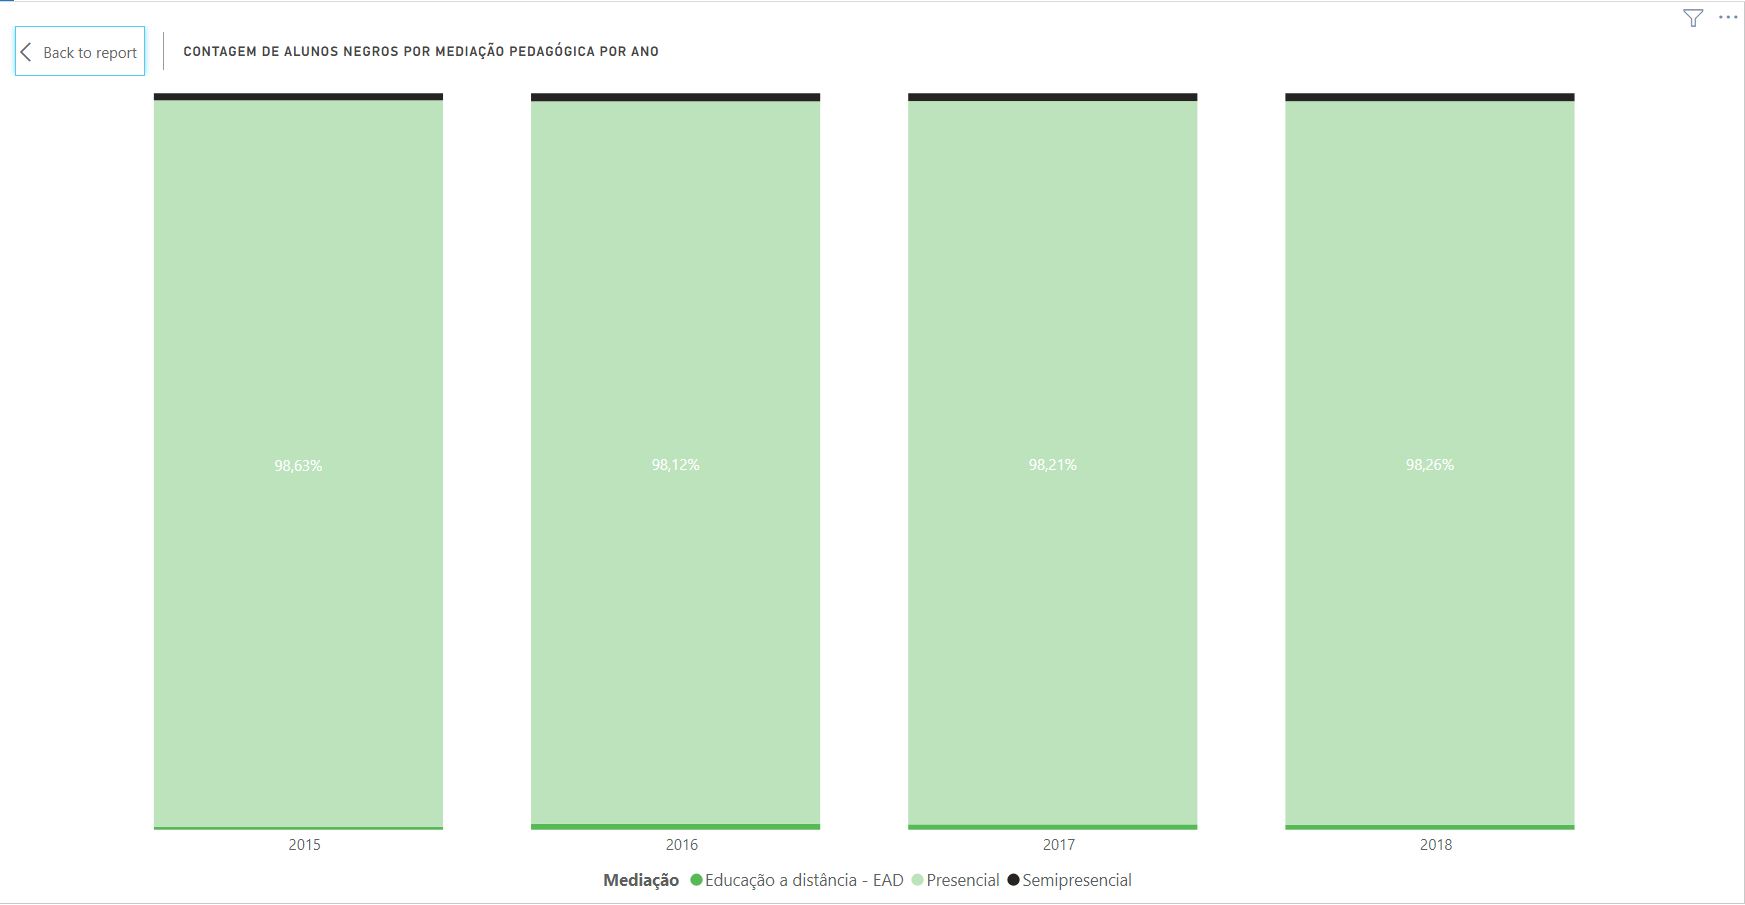 Back to report
CONTAGEM DE ALUNOS NEGROS POR MEDIAÇÃO PEDAGÓGICA POR ANO
98,63%
98,12%
98,21%
98,26%
2015
2016
2017
2018
Mediação Educação a distância - EAD Presencial Semipresencial